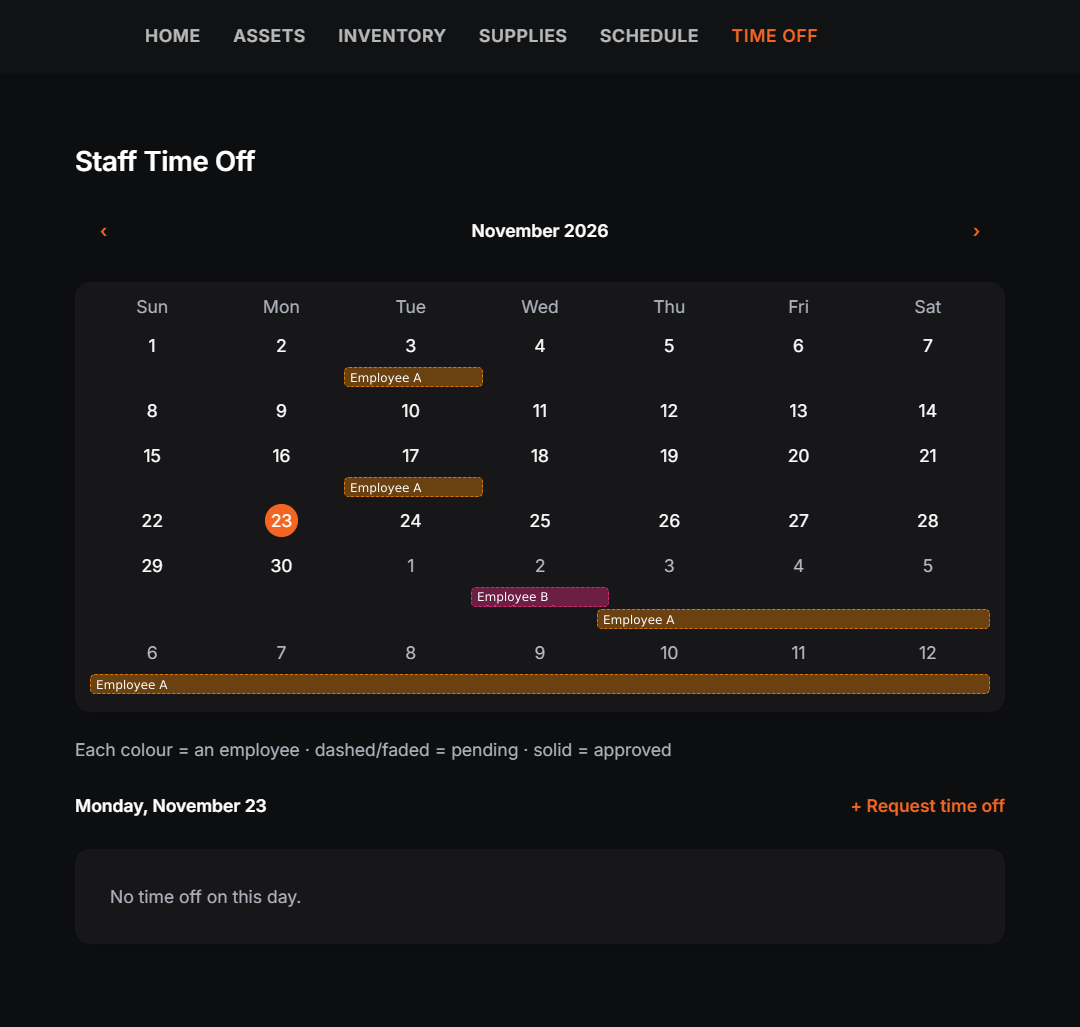 HOME ASSETS INVENTORY SUPPLIES SCHEDULE TIME OFF
Staff Time Off
‹ November 2026 ›
Sun Mon Tue Wed Thu Fri Sat
1 2 3 4 5 6 7
Employee A
8 9 10 11 12 13 14
15 16 17 18 19 20 21
Employee A
22 23 24 25 26 27 28
29 30 1 2 3 4 5
Employee B
Employee A
6 7 8 9 10 11 12
Employee A
Each colour = an employee · dashed/faded = pending · solid = approved
Monday, November 23 + Request time off
No time off on this day.